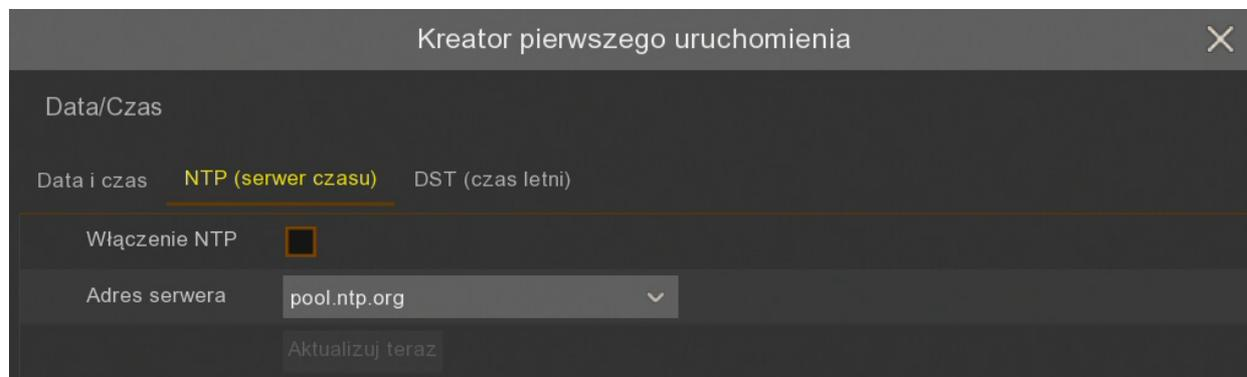 Kreator pierwszego uruchomienia
Data/Czas
Data i czas NTP (serwer czasu) DST (czas letni)
Włączenie NTP
Adres serwera pool.ntp.org
Aktualizuj teraz